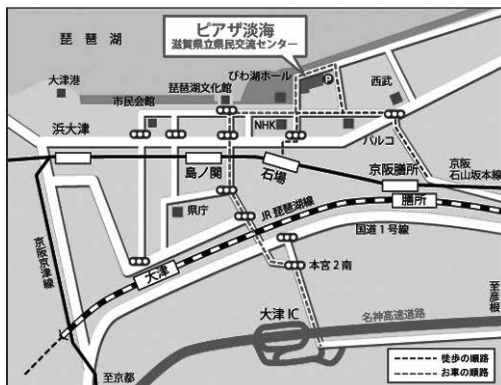 ピアザ淡海
滋賀県立県民交流センター
琵琶湖
大津港
市民会館
琵琶湖文化館
びわ湖ホール
P
西武
浜大津
NHK
パルコ
島ノ関
石場
京阪膳所
京阪
石山坂本線
県庁
JR琵琶湖線
膳所
国道1号線
京阪京津線
大津
本宮2南
至彦根
大津IC
名神高速道路
至京都
徒歩の順路
お車の順路